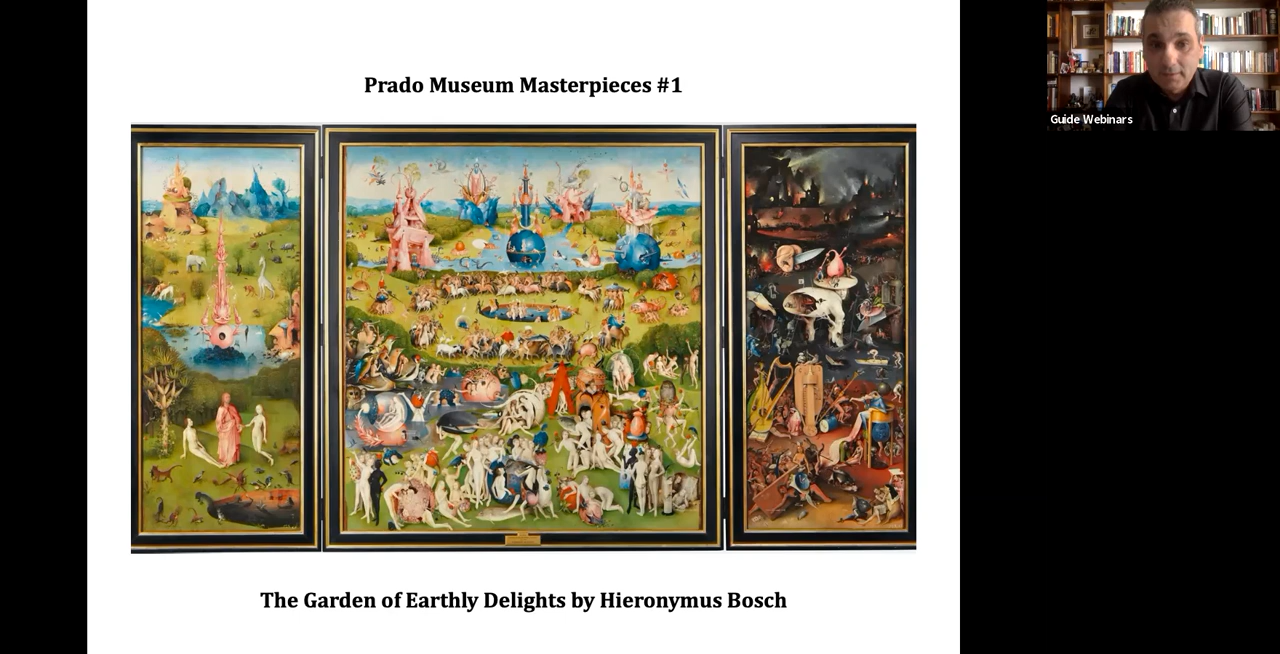 Prado Museum Masterpieces #1
Guide Webinars
The Garden of Earthly Delights by Hieronymus Bosch